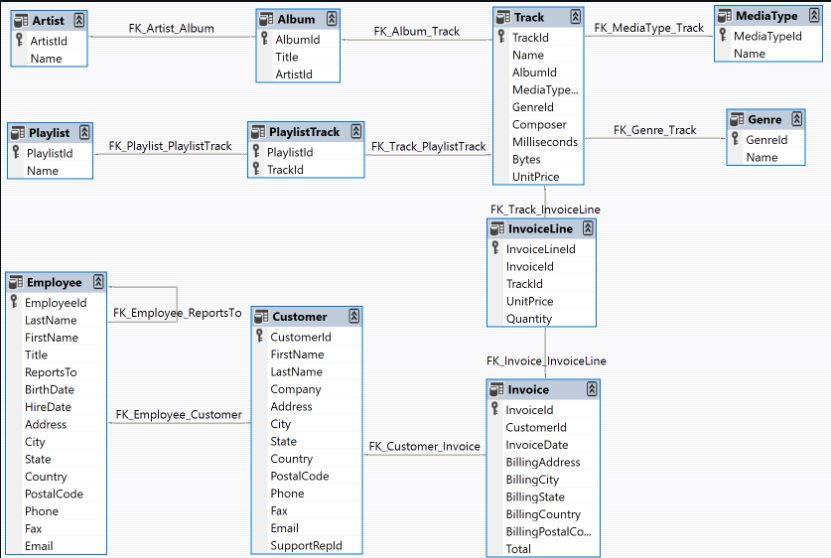 Artist
ArtistId
Name
FK_Artist_Album
Album
AlbumId
Title
ArtistId
FK_Album_Track
Track
TrackId
Name
AlbumId
MediaType...
GenreId
Composer
Milliseconds
Bytes
UnitPrice
FK_MediaType_Track
MediaType
MediaTypeId
Name
Playlist
PlaylistId
Name
FK_Playlist_PlaylistTrack
PlaylistTrack
PlaylistId
TrackId
FK_Track_PlaylistTrack
FK_Genre_Track
Genre
GenreId
Name
FK_Track_InvoiceLine
InvoiceLine
InvoiceLineId
InvoiceId
TrackId
UnitPrice
Quantity
Employee
EmployeeId
LastName
FirstName
Title
ReportsTo
BirthDate
HireDate
Address
City
State
Country
PostalCode
Phone
Fax
Email
FK_Employee_ReportsTo
FK_Employee_Customer
Customer
CustomerId
FirstName
LastName
Company
Address
City
State
Country
PostalCode
Phone
Fax
Email
SupportRepId
FK_Customer_Invoice
FK_Invoice_InvoiceLine
Invoice
InvoiceId
CustomerId
InvoiceDate
BillingAddress
BillingCity
BillingState
BillingCountry
BillingPostalCo...
Total